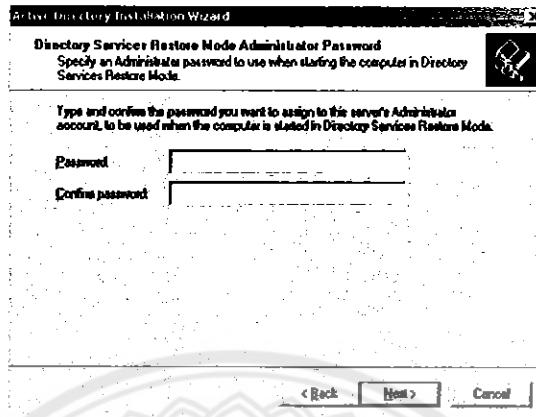 Active Directory Installation Wizard
Directory Services Restore Mode Administrator Password
Specify an Administrator password to use when starting the computer in Directory
Services Restore Mode.
Type and confirm the password you want to assign to this server's Administrator
account, to be used when the computer is started in Directory Services Restore Mode.
Password
Confirm password
< Back
Next >
Cancel